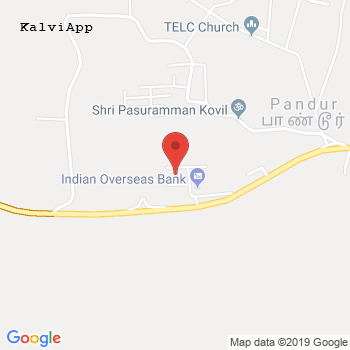 KalviApp
TELC Church
Shri Pasuramman Kovil
Pandur
பாண்டூர்
Indian Overseas Bank
Google
Map data ©2019 Google